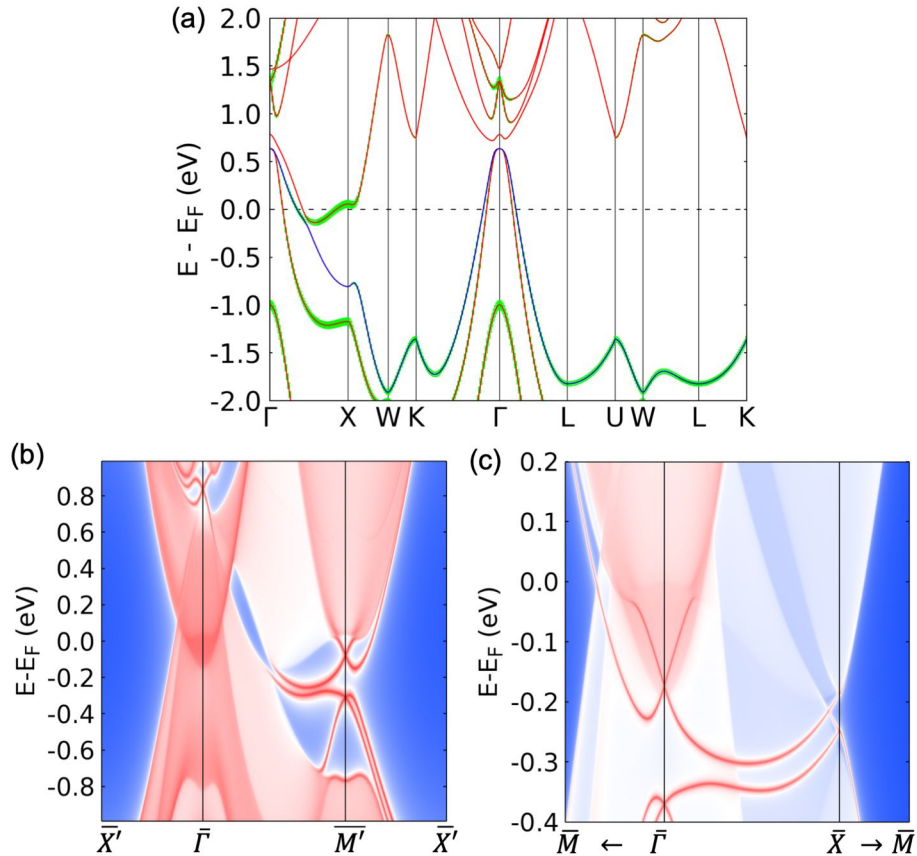 (a)
2.0
1.5
1.0
0.5
0.0
-0.5
-1.0
-1.5
-2.0
E - E_F (eV)
Γ X W K Γ L U W L K
(b)
0.8
0.6
0.4
0.2
0.0
-0.2
-0.4
-0.6
-0.8
E-E_F (eV)
X̅′ Γ̅ M̅′ X̅′
(c)
0.2
0.1
0.0
-0.1
-0.2
-0.3
-0.4
E-E_F (eV)
M̅ ← Γ̅ X̅ → M̅